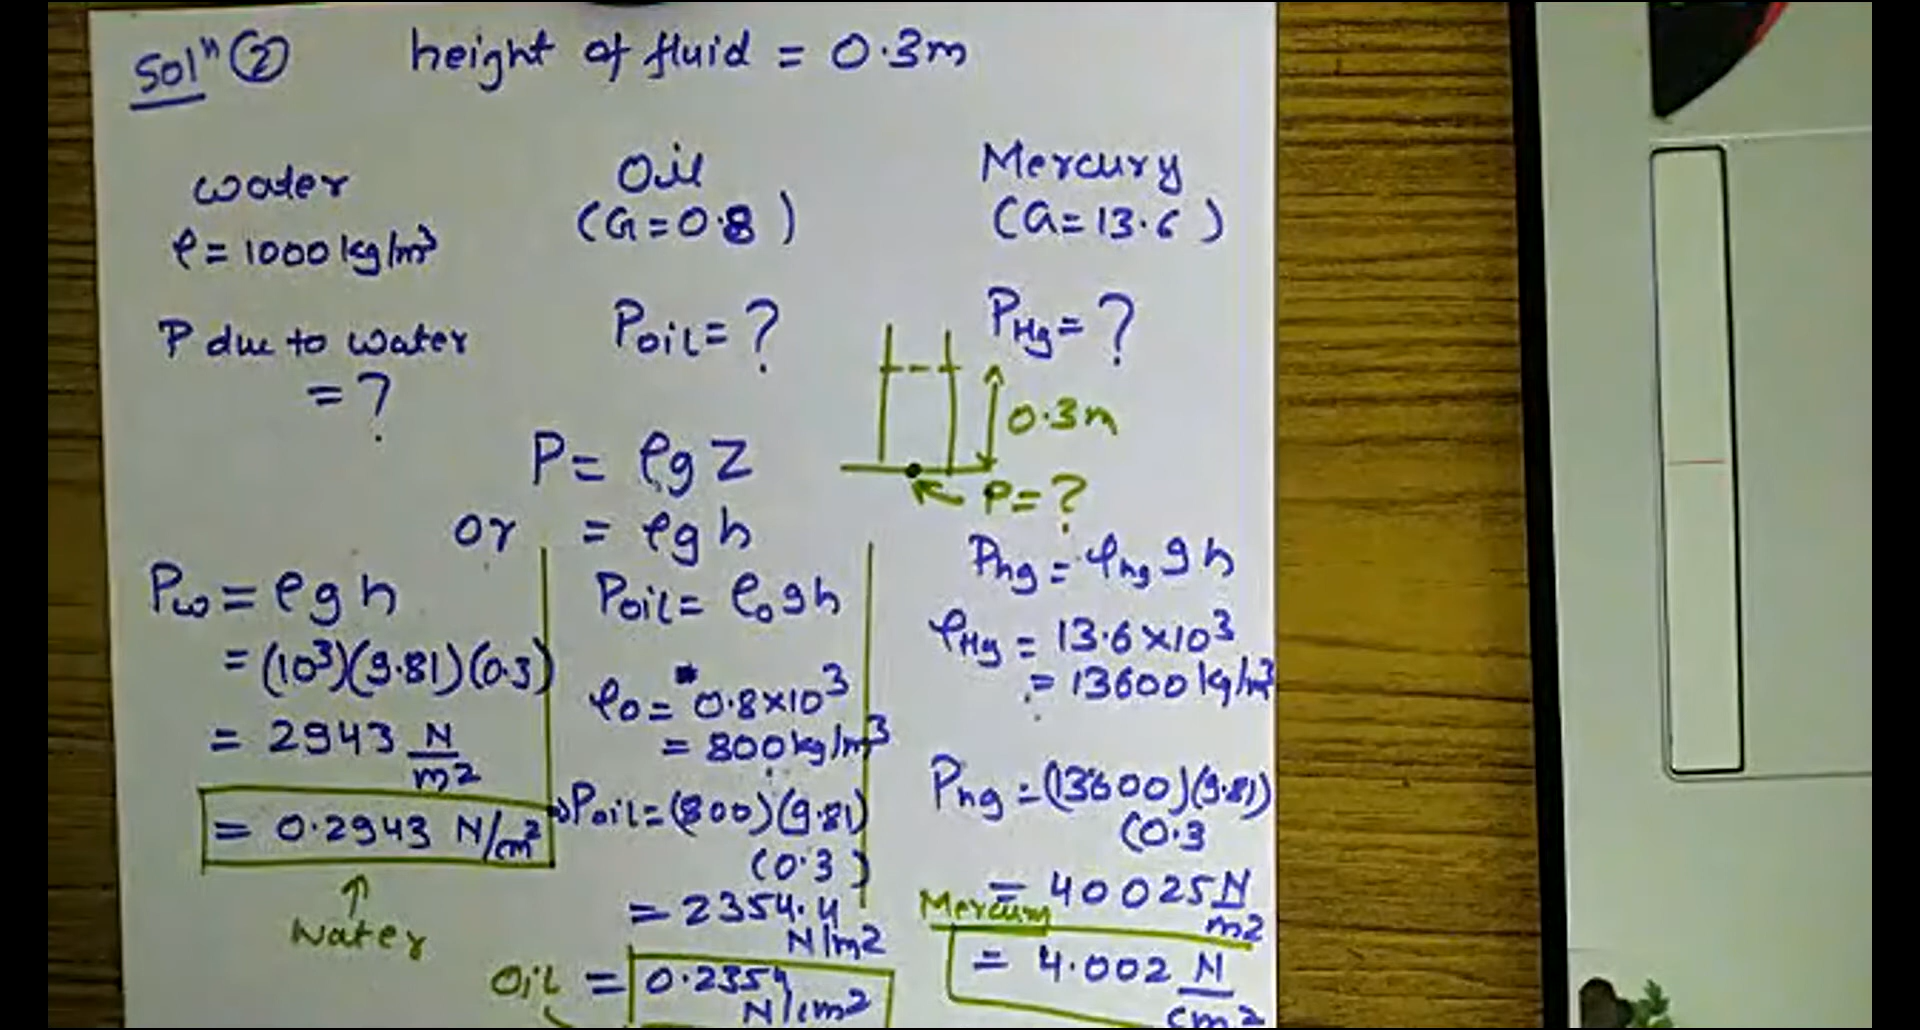 Solⁿ ② height of fluid = 0.3m
water
ρ = 1000 kg/m³
P due to water
= ?
Oil
(G = 0.8)
Poil = ?
Mercury
(G = 13.6)
PHg = ?
0.3m
P = ?
P = ρgZ
or = ρgh
Pω = ρgh
= (10³)(9.81)(0.3)
= 2943 N/m2
= 0.2943 N/cm²
Water
Poil = ρogh
ρo = 0.8×10³
= 800 kg/m³
Poil = (800)(9.81)
(0.3)
= 2354.4
N/m2
Oil = 0.2354
N/cm2
Phg = ρhg gh
ρHg = 13.6×10³
= 13600 kg/m³
Phg = (13600)(9.81)
(0.3
= 40025 N/m2
Mercury
= 4.002 N/cm2